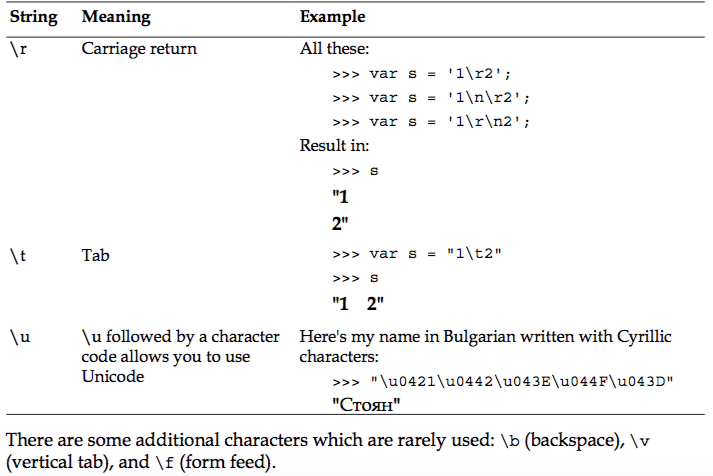 String Meaning Example
\r Carriage return All these:
>>> var s = '1\r2';
>>> var s = '1\n\r2';
>>> var s = '1\r\n2';
Result in:
>>> s
"1
2"
\t Tab >>> var s = "1\t2"
>>> s
"1 2"
\u \u followed by a character Here's my name in Bulgarian written with Cyrillic
code allows you to use characters:
Unicode >>> "\u0421\u0442\u043E\u044F\u043D"
"Стоян"
There are some additional characters which are rarely used: \b (backspace), \v
(vertical tab), and \f (form feed).